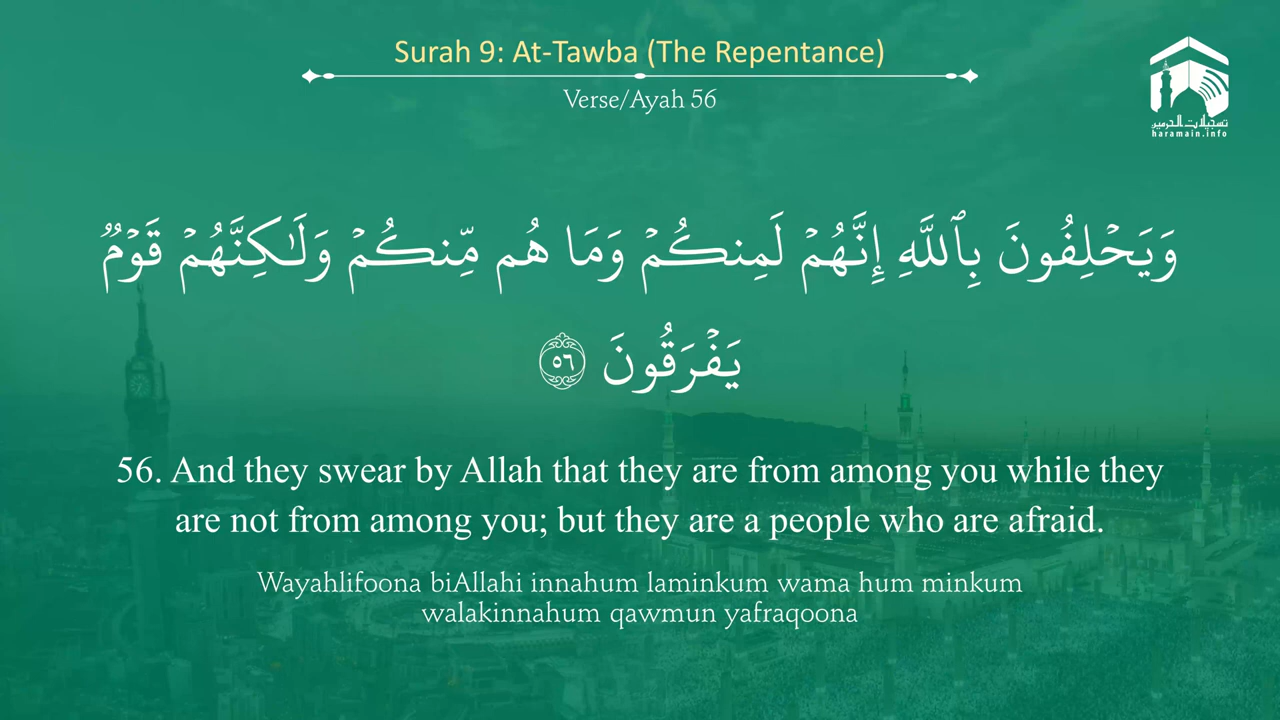 Surah 9: At-Tawba (The Repentance)
Verse/Ayah 56
تسجيلات الحرمين
haramain.info
وَيَحۡلِفُونَ بِٱللَّهِ إِنَّهُمۡ لَمِنكُمۡ وَمَا هُم مِّنكُمۡ وَلَٰكِنَّهُمۡ قَوۡمٞ
يَفۡرَقُونَ ٥٦
56. And they swear by Allah that they are from among you while they
are not from among you; but they are a people who are afraid.
Wayahlifoona biAllahi innahum laminkum wama hum minkum
walakinnahum qawmun yafraqoona